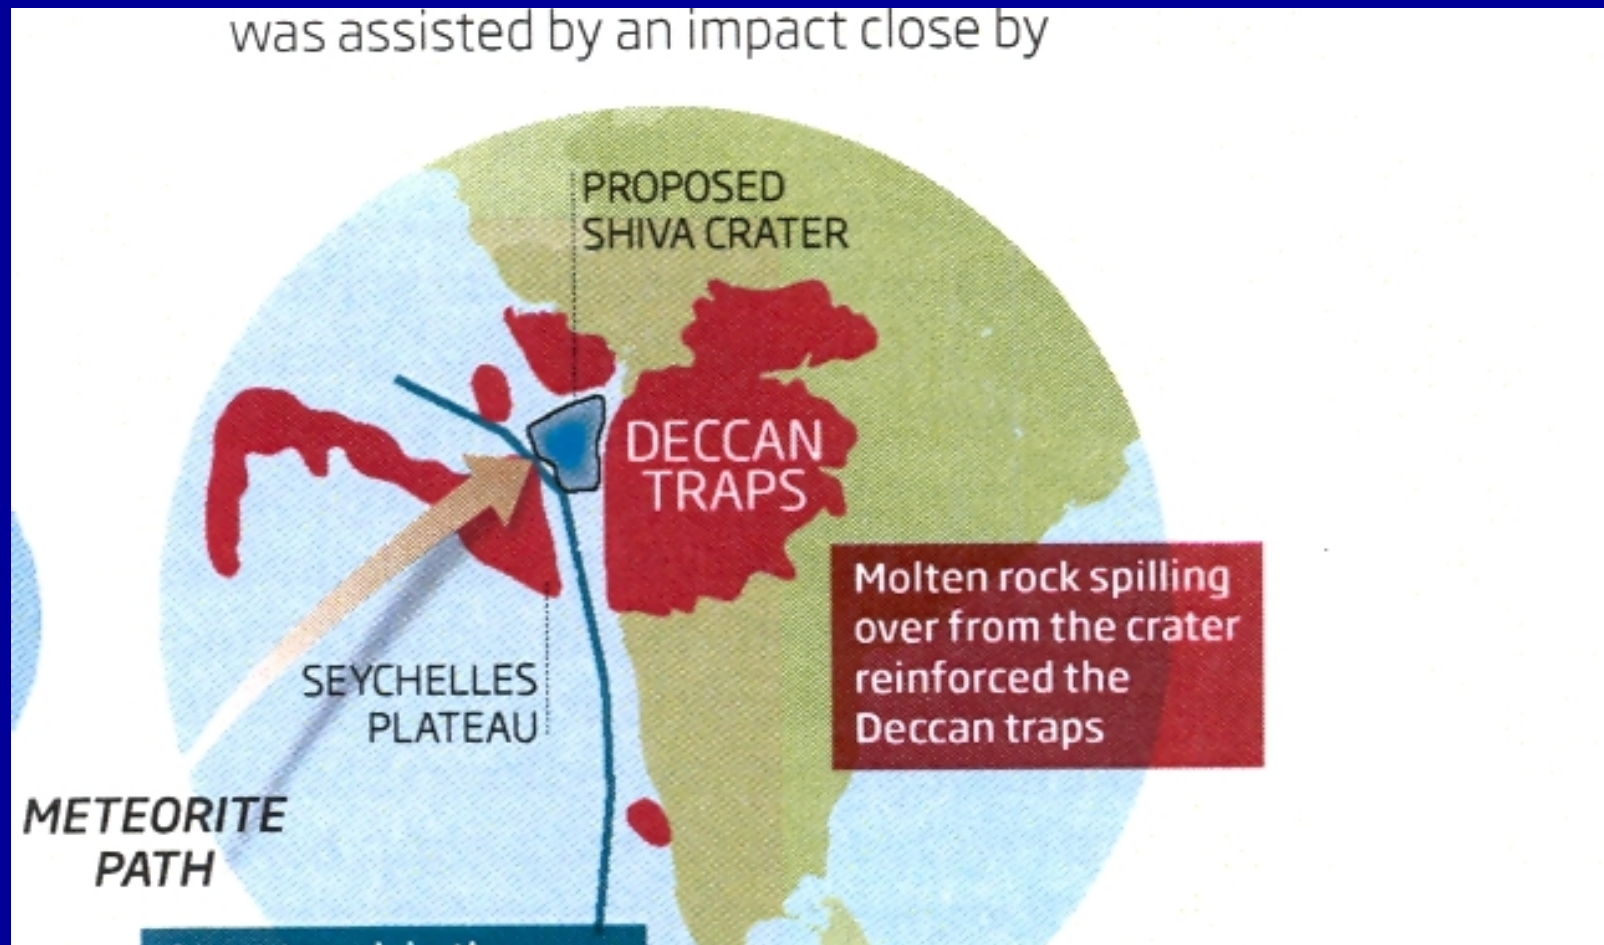 was assisted by an impact close by
PROPOSED
SHIVA CRATER
DECCAN
TRAPS
Molten rock spilling
over from the crater
reinforced the
Deccan traps
SEYCHELLES
PLATEAU
METEORITE
PATH